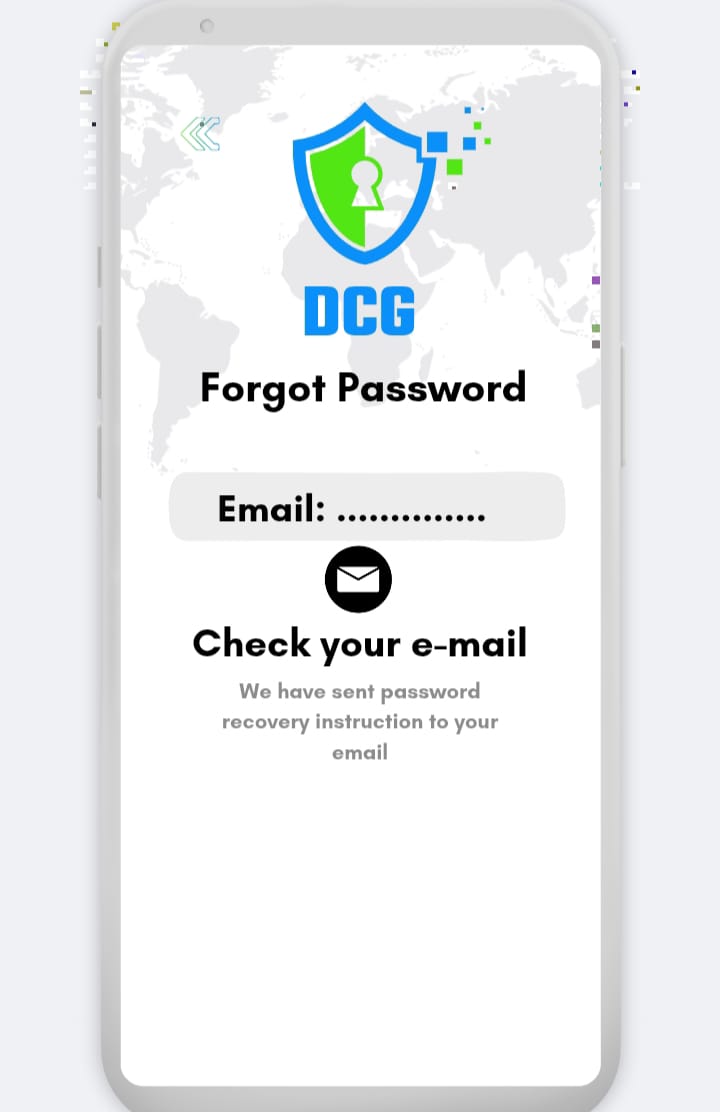 DCG
Forgot Password
Email: ..............
Check your e-mail
We have sent password
recovery instruction to your
email